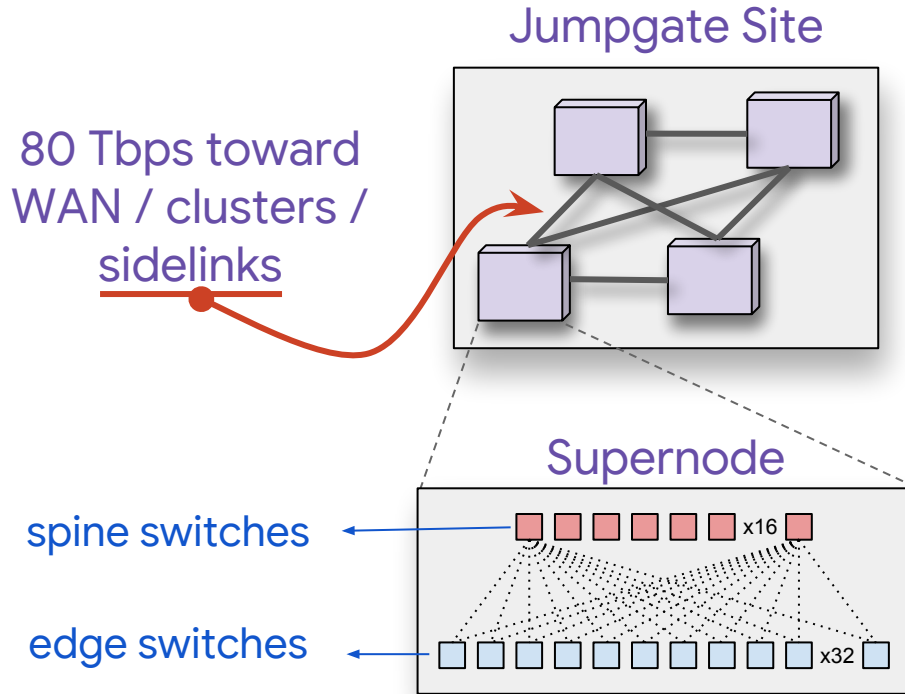 Jumpgate Site
80 Tbps toward
WAN / clusters /
sidelinks
Supernode
spine switches
x16
edge switches
x32